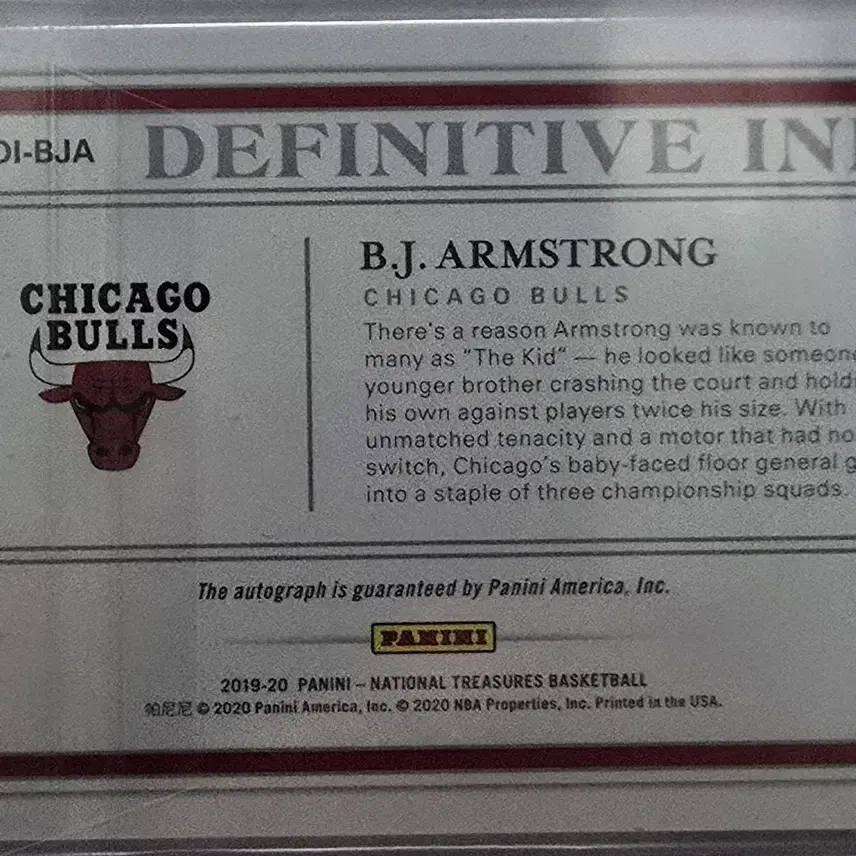 DI-BJA DEFINITIVE IN
CHICAGO
BULLS
B.J. ARMSTRONG
CHICAGO BULLS
There's a reason Armstrong was known to
many as "The Kid" — he looked like someone
younger brother crashing the court and holdi
his own against players twice his size. With
unmatched tenacity and a motor that had no
switch, Chicago's baby-faced floor general g
into a staple of three championship squads.
The autograph is guaranteed by Panini America, Inc.
PANINI
2019-20 PANINI – NATIONAL TREASURES BASKETBALL
帕尼尼 © 2020 Panini America, Inc. © 2020 NBA Properties, Inc. Printed in the USA.